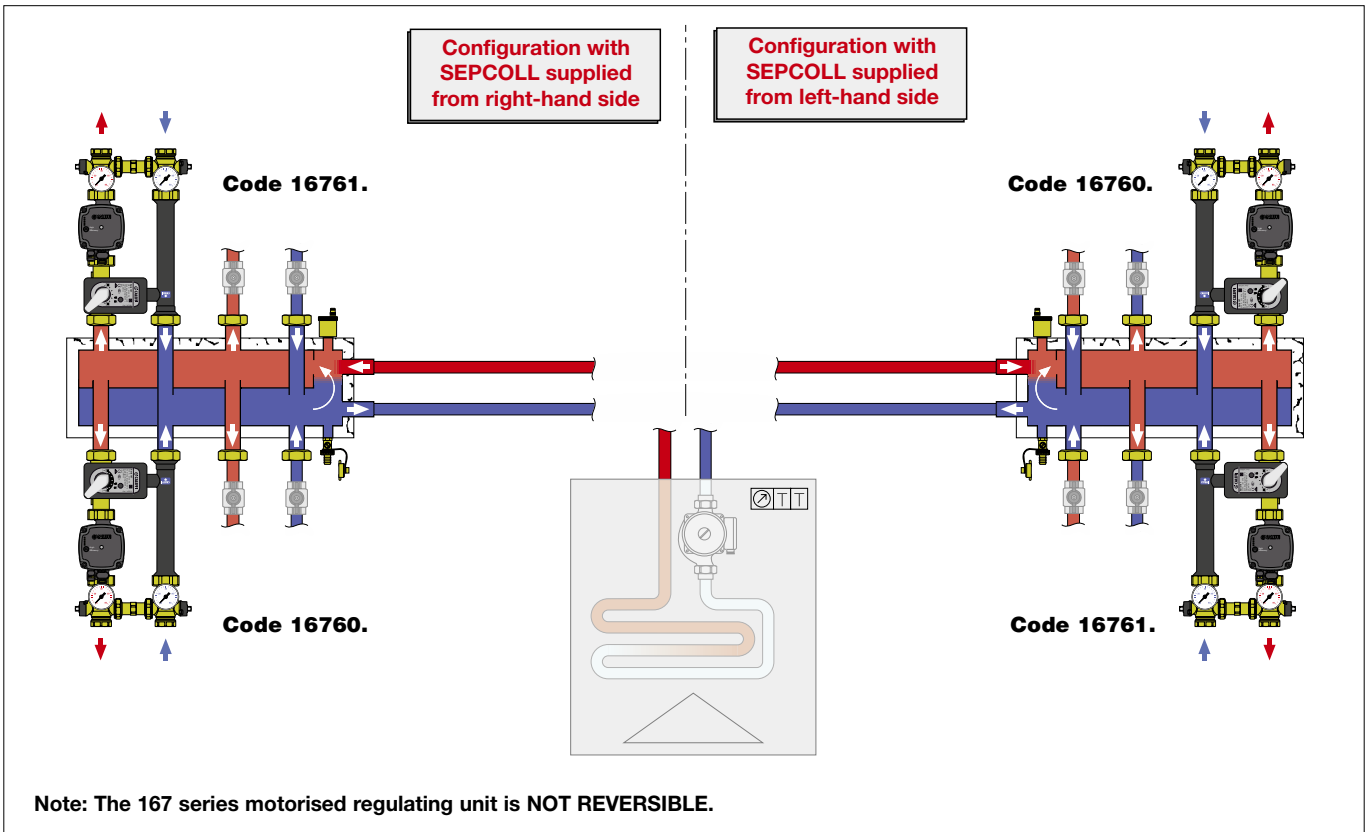 Configuration with
SEPCOLL supplied
from right-hand side
Configuration with
SEPCOLL supplied
from left-hand side
Code 16761.
Code 16760.
Code 16760.
Code 16761.
T T
Note: The 167 series motorised regulating unit is NOT REVERSIBLE.